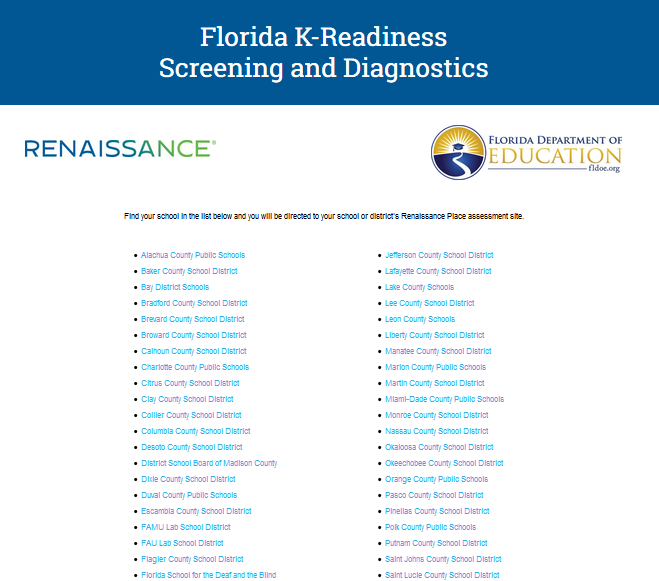 Florida K-Readiness
Screening and Diagnostics
RENAISSANCE®
FLORIDA DEPARTMENT OF
EDUCATION
fldoe.org
Find your school in the list below and you will be directed to your school or district's Renaissance Place assessment site.
Alachua County Public Schools
Baker County School District
Bay District Schools
Bradford County School District
Brevard County School District
Broward County School District
Calhoun County School District
Charlotte County Public Schools
Citrus County School District
Clay County School District
Collier County School District
Columbia County School District
Desoto County School District
District School Board of Madison County
Dixie County School District
Duval County Public Schools
Escambia County School District
FAMU Lab School District
FAU Lab School District
Flagler County School District
Florida School for the Deaf and the Blind
Jefferson County School District
Lafayette County School District
Lake County Schools
Lee County School District
Leon County Schools
Liberty County School District
Manatee County School District
Marion County Public Schools
Martin County School District
Miami-Dade County Public Schools
Monroe County School District
Nassau County School District
Okaloosa County School District
Okeechobee County School District
Orange County Public Schools
Pasco County School District
Pinellas County School District
Polk County Public Schools
Putnam County School District
Saint Johns County School District
Saint Lucie County School District